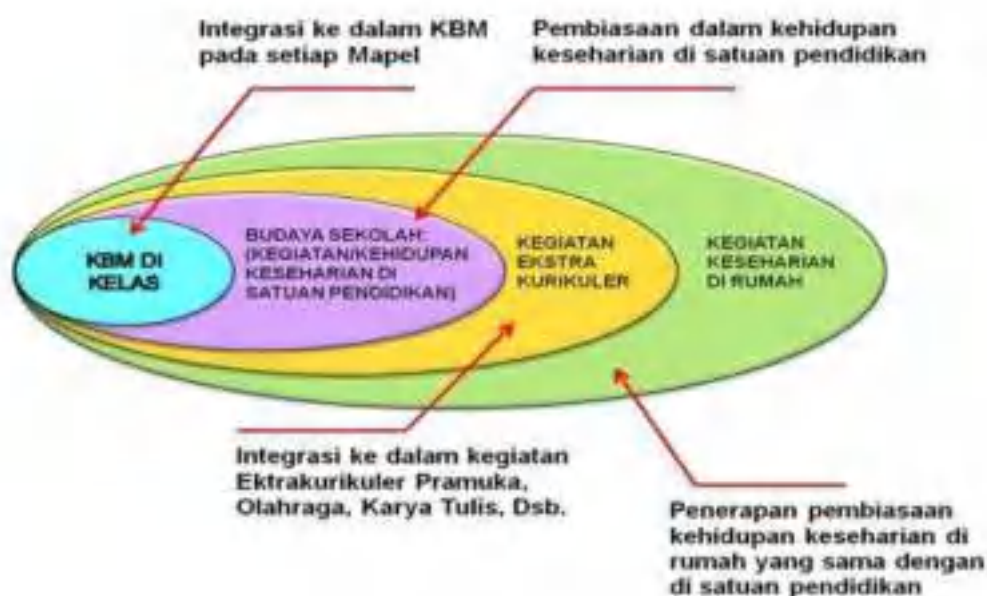 Integrasi ke dalam KBM
pada setiap Mapel
Pembiasaan dalam kehidupan
keseharian di satuan pendidikan
KBM DI
KELAS
BUDAYA SEKOLAH:
(KEGIATAN/KEHIDUPAN
KESEHARIAN DI
SATUAN PENDIDIKAN)
KEGIATAN
EKSTRA
KURIKULER
KEGIATAN
KESEHARIAN
DI RUMAH
Integrasi ke dalam kegiatan
Ektrakurikuler Pramuka,
Olahraga, Karya Tulis, Dsb.
Penerapan pembiasaan
kehidupan keseharian di
rumah yang sama dengan
di satuan pendidikan